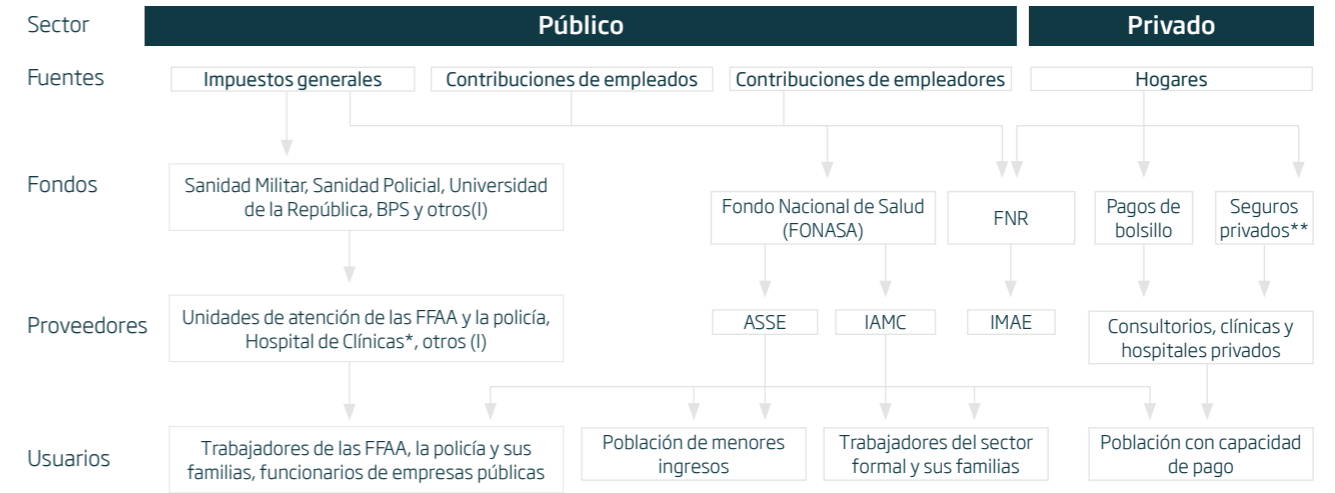 Sector
Público
Privado
Fuentes
Impuestos generales
Contribuciones de empleados
Contribuciones de empleadores
Hogares
Fondos
Sanidad Militar, Sanidad Policial, Universidad
de la República, BPS y otros(I)
Fondo Nacional de Salud
(FONASA)
FNR
Pagos de
bolsillo
Seguros
privados**
Proveedores
Unidades de atención de las FFAA y la policía,
Hospital de Clínicas*, otros (I)
ASSE
IAMC
IMAE
Consultorios, clínicas y
hospitales privados
Usuarios
Trabajadores de las FFAA, la policía y sus
familias, funcionarios de empresas públicas
Población de menores
ingresos
Trabajadores del sector
formal y sus familias
Población con capacidad
de pago